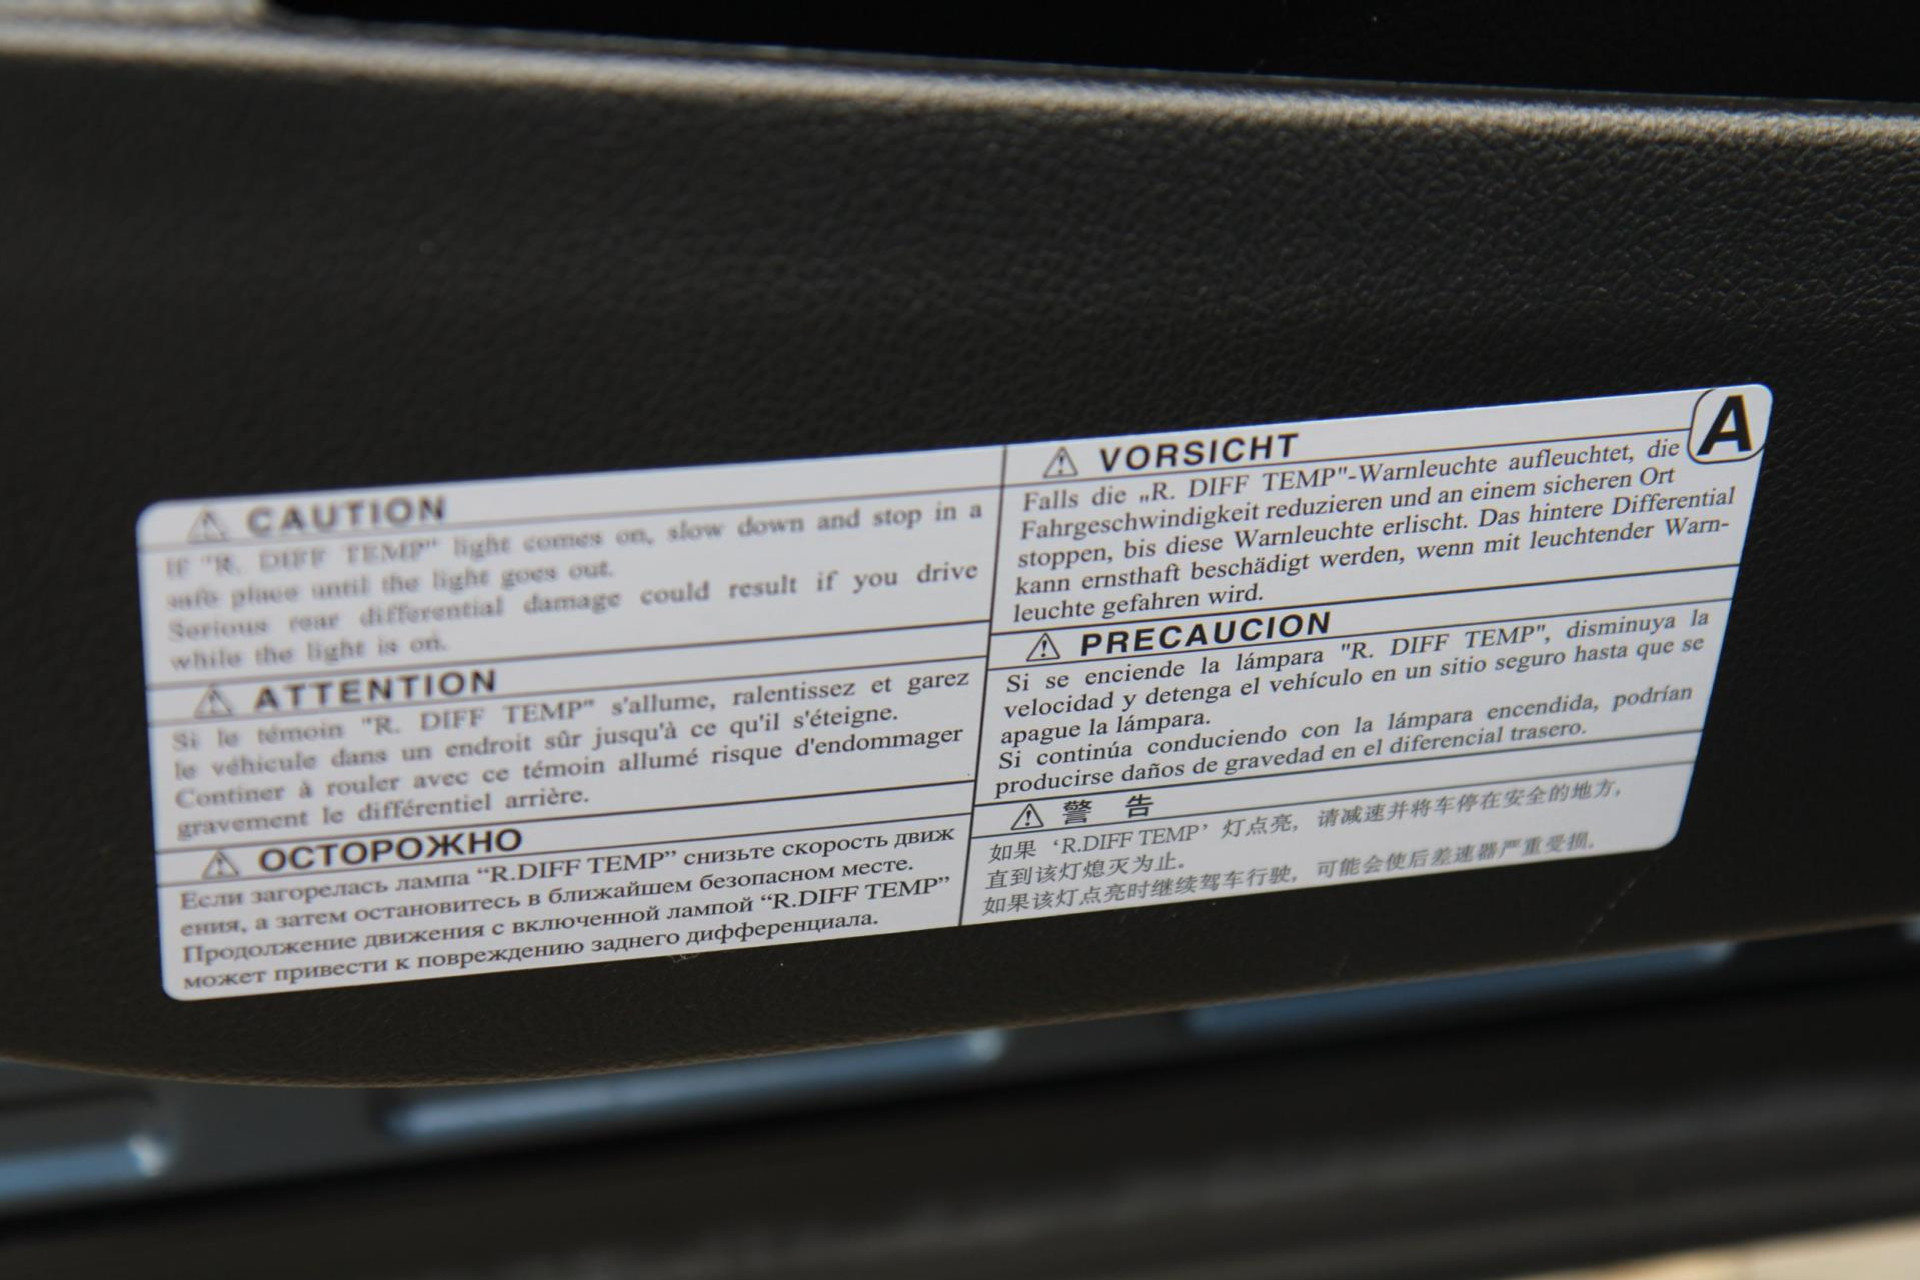 CAUTION
If "R. DIFF TEMP" light comes on, slow down and stop in a
safe place until the light goes out.
Serious rear differential damage could result if you drive
while the light is on.
ATTENTION
Si le témoin "R. DIFF TEMP" s'allume, ralentissez et garez
le véhicule dans un endroit sûr jusqu'à ce qu'il s'éteigne.
Continer à rouler avec ce témoin allumé risque d'endommager
gravement le différentiel arrière.
ОСТОРОЖНО
Если загорелась лампа “R.DIFF TEMP” снизьте скорость движ
ения, а затем остановитесь в ближайшем безопасном месте.
Продолжение движения с включенной лампой “R.DIFF TEMP”
может привести к повреждению заднего дифференциала.
A
VORSICHT
Falls die „R. DIFF TEMP"-Warnleuchte aufleuchtet, die
Fahrgeschwindigkeit reduzieren und an einem sicheren Ort
stoppen, bis diese Warnleuchte erlischt. Das hintere Differential
kann ernsthaft beschädigt werden, wenn mit leuchtender Warn-
leuchte gefahren wird.
PRECAUCION
Si se enciende la lámpara "R. DIFF TEMP", disminuya la
velocidad y detenga el vehículo en un sitio seguro hasta que se
apague la lámpara.
Si continúa conduciendo con la lámpara encendida, podrían
producirse daños de gravedad en el diferencial trasero.
警 告
如果‘R.DIFF TEMP’灯点亮，请减速并将车停在安全的地方，
直到该灯熄灭为止。
如果该灯点亮时继续驾车行驶，可能会使后差速器严重受损。